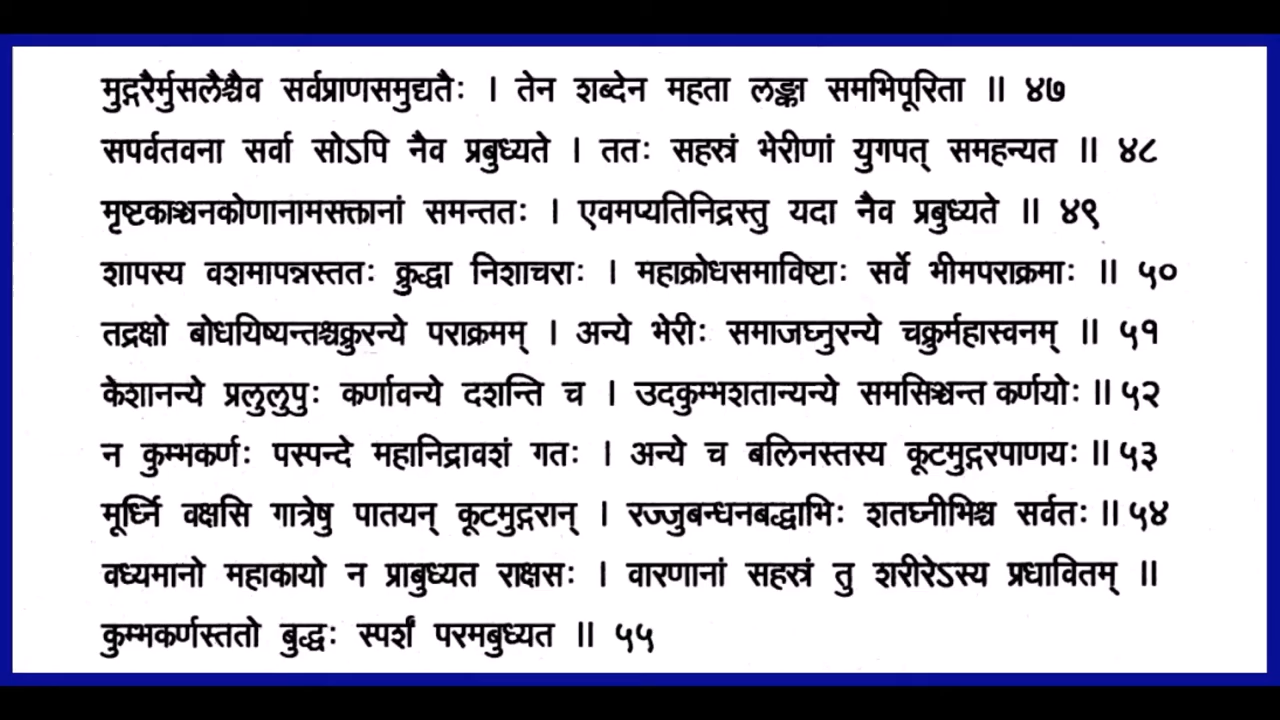 मुद्गरैर्मुसलैश्चैव सर्वप्राणसमुद्यतैः । तेन शब्देन महता लङ्का समभिपूरिता ॥ ४७
सपर्वतवना सर्वा सोऽपि नैव प्रबुध्यते । ततः सहस्त्रं भेरीणां युगपत् समहन्यत ॥ ४८
मृष्टकाञ्चनकोणानामसक्तानां समन्ततः । एवमप्यतिनिद्रस्तु यदा नैव प्रबुध्यते ॥ ४९
शापस्य वशमापन्नस्ततः क्रुद्धा निशाचराः । महाक्रोधसमाविष्टाः सर्वे भीमपराक्रमाः ॥ ५०
तद्रक्षो बोधयिष्यन्तश्चक्रुरन्ये पराक्रमम् । अन्ये भेरीः समाजघ्नुरन्ये चक्रुर्महास्वनम् ॥ ५१
केशानन्ये प्रलुलुपुः कर्णावन्ये दशन्ति च । उदकुम्भशतान्यन्ये समसिञ्चन्त कर्णयोः ॥ ५२
न कुम्भकर्णः पस्पन्दे महानिद्रावशं गतः । अन्ये च बलिनस्तस्य कूटमुद्गरपाणयः ॥ ५३
मूर्ध्नि वक्षसि गात्रेषु पातयन् कूटमुद्गरान् । रज्जुबन्धनबद्धाभिः शतघ्नीभिश्च सर्वतः ॥ ५४
वध्यमानो महाकायो न प्राबुध्यत राक्षसः । वारणानां सहस्त्रं तु शरीरेऽस्य प्रधावितम् ॥
कुम्भकर्णस्ततो बुद्धः स्पर्शं परमबुध्यत ॥ ५५